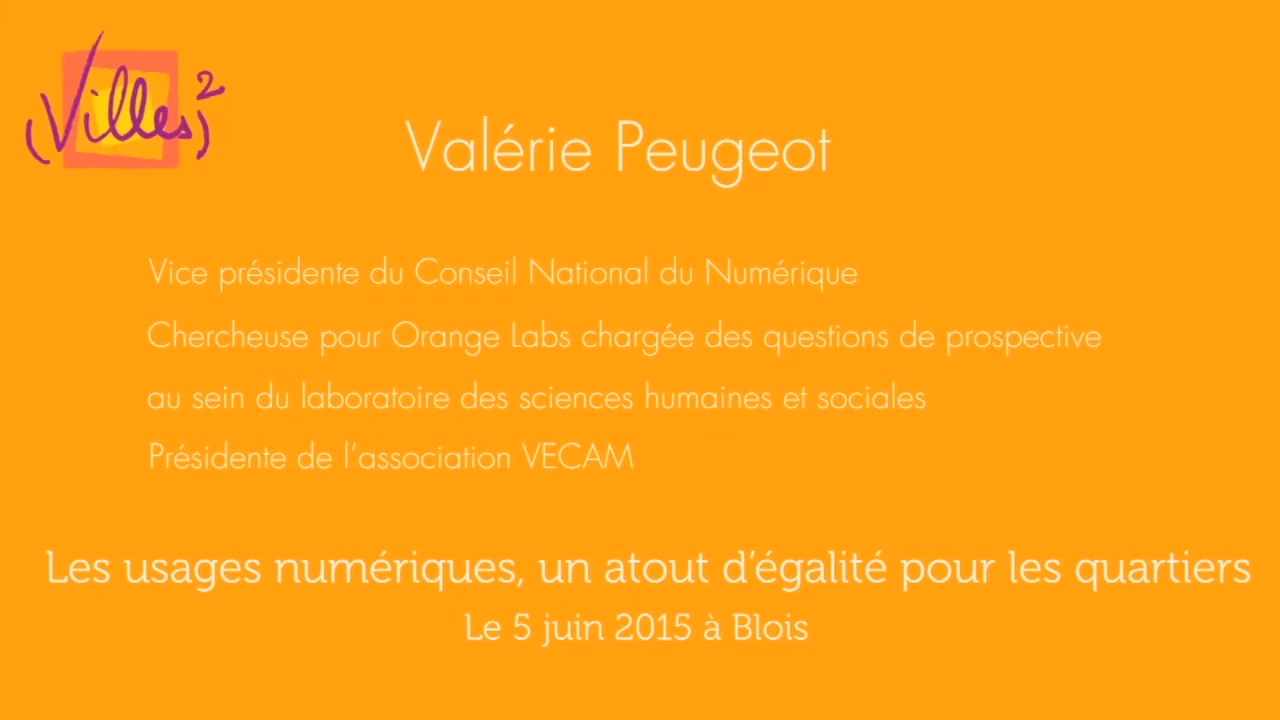 (Villes)²
Valérie Peugeot
Vice présidente du Conseil National du Numérique
Chercheuse pour Orange Labs chargée des questions de prospective
au sein du laboratoire des sciences humaines et sociales
Présidente de l'association VECAM
Les usages numériques, un atout d'égalité pour les quartiers
Le 5 juin 2015 à Blois